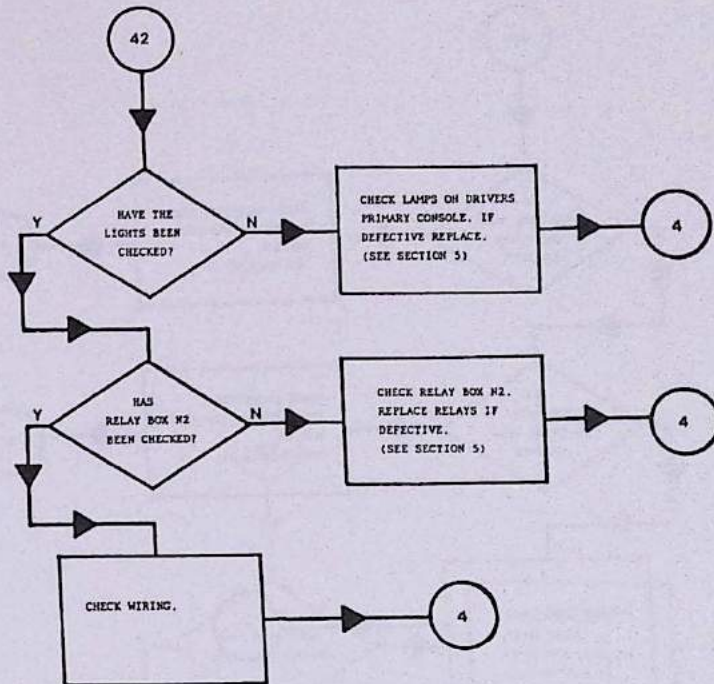 42
HAVE THE
LIGHTS BEEN
CHECKED?
Y
N
CHECK LAMPS ON DRIVERS
PRIMARY CONSOLE. IF
DEFECTIVE REPLACE.
(SEE SECTION 5)
4
HAS
RELAY BOX N2
BEEN CHECKED?
Y
N
CHECK RELAY BOX N2.
REPLACE RELAYS IF
DEFECTIVE.
(SEE SECTION 5)
4
CHECK WIRING.
4